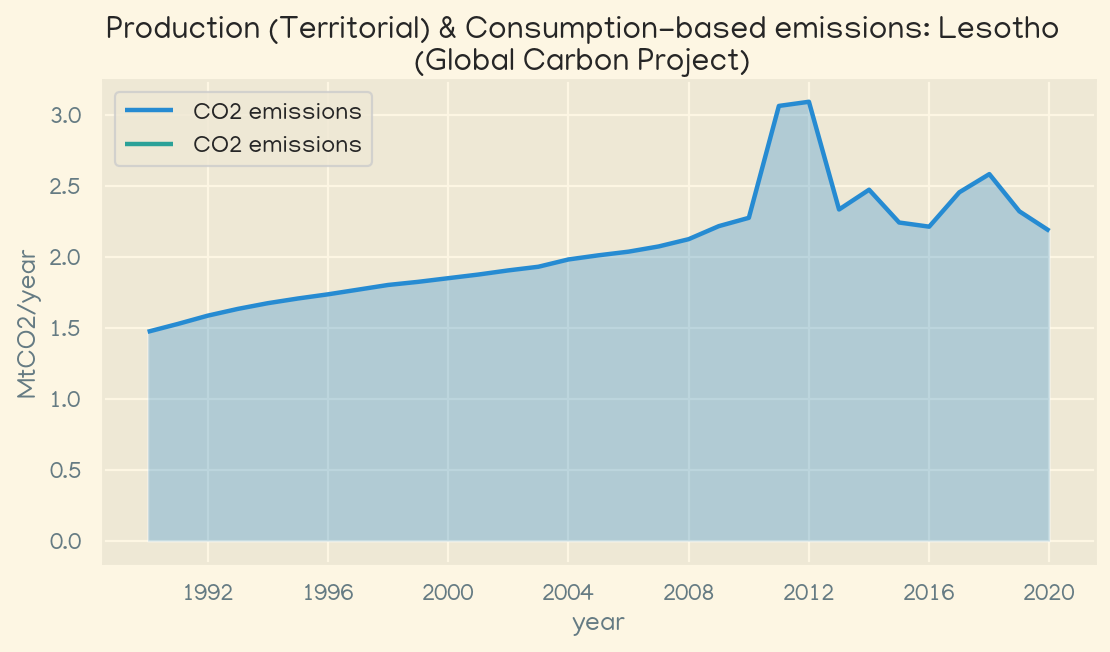 Production (Territorial) & Consumption-based emissions: Lesotho
(Global Carbon Project)
CO2 emissions
CO2 emissions
MtCO2/year
3.0
2.5
2.0
1.5
1.0
0.5
0.0
1992 1996 2000 2004 2008 2012 2016 2020
year